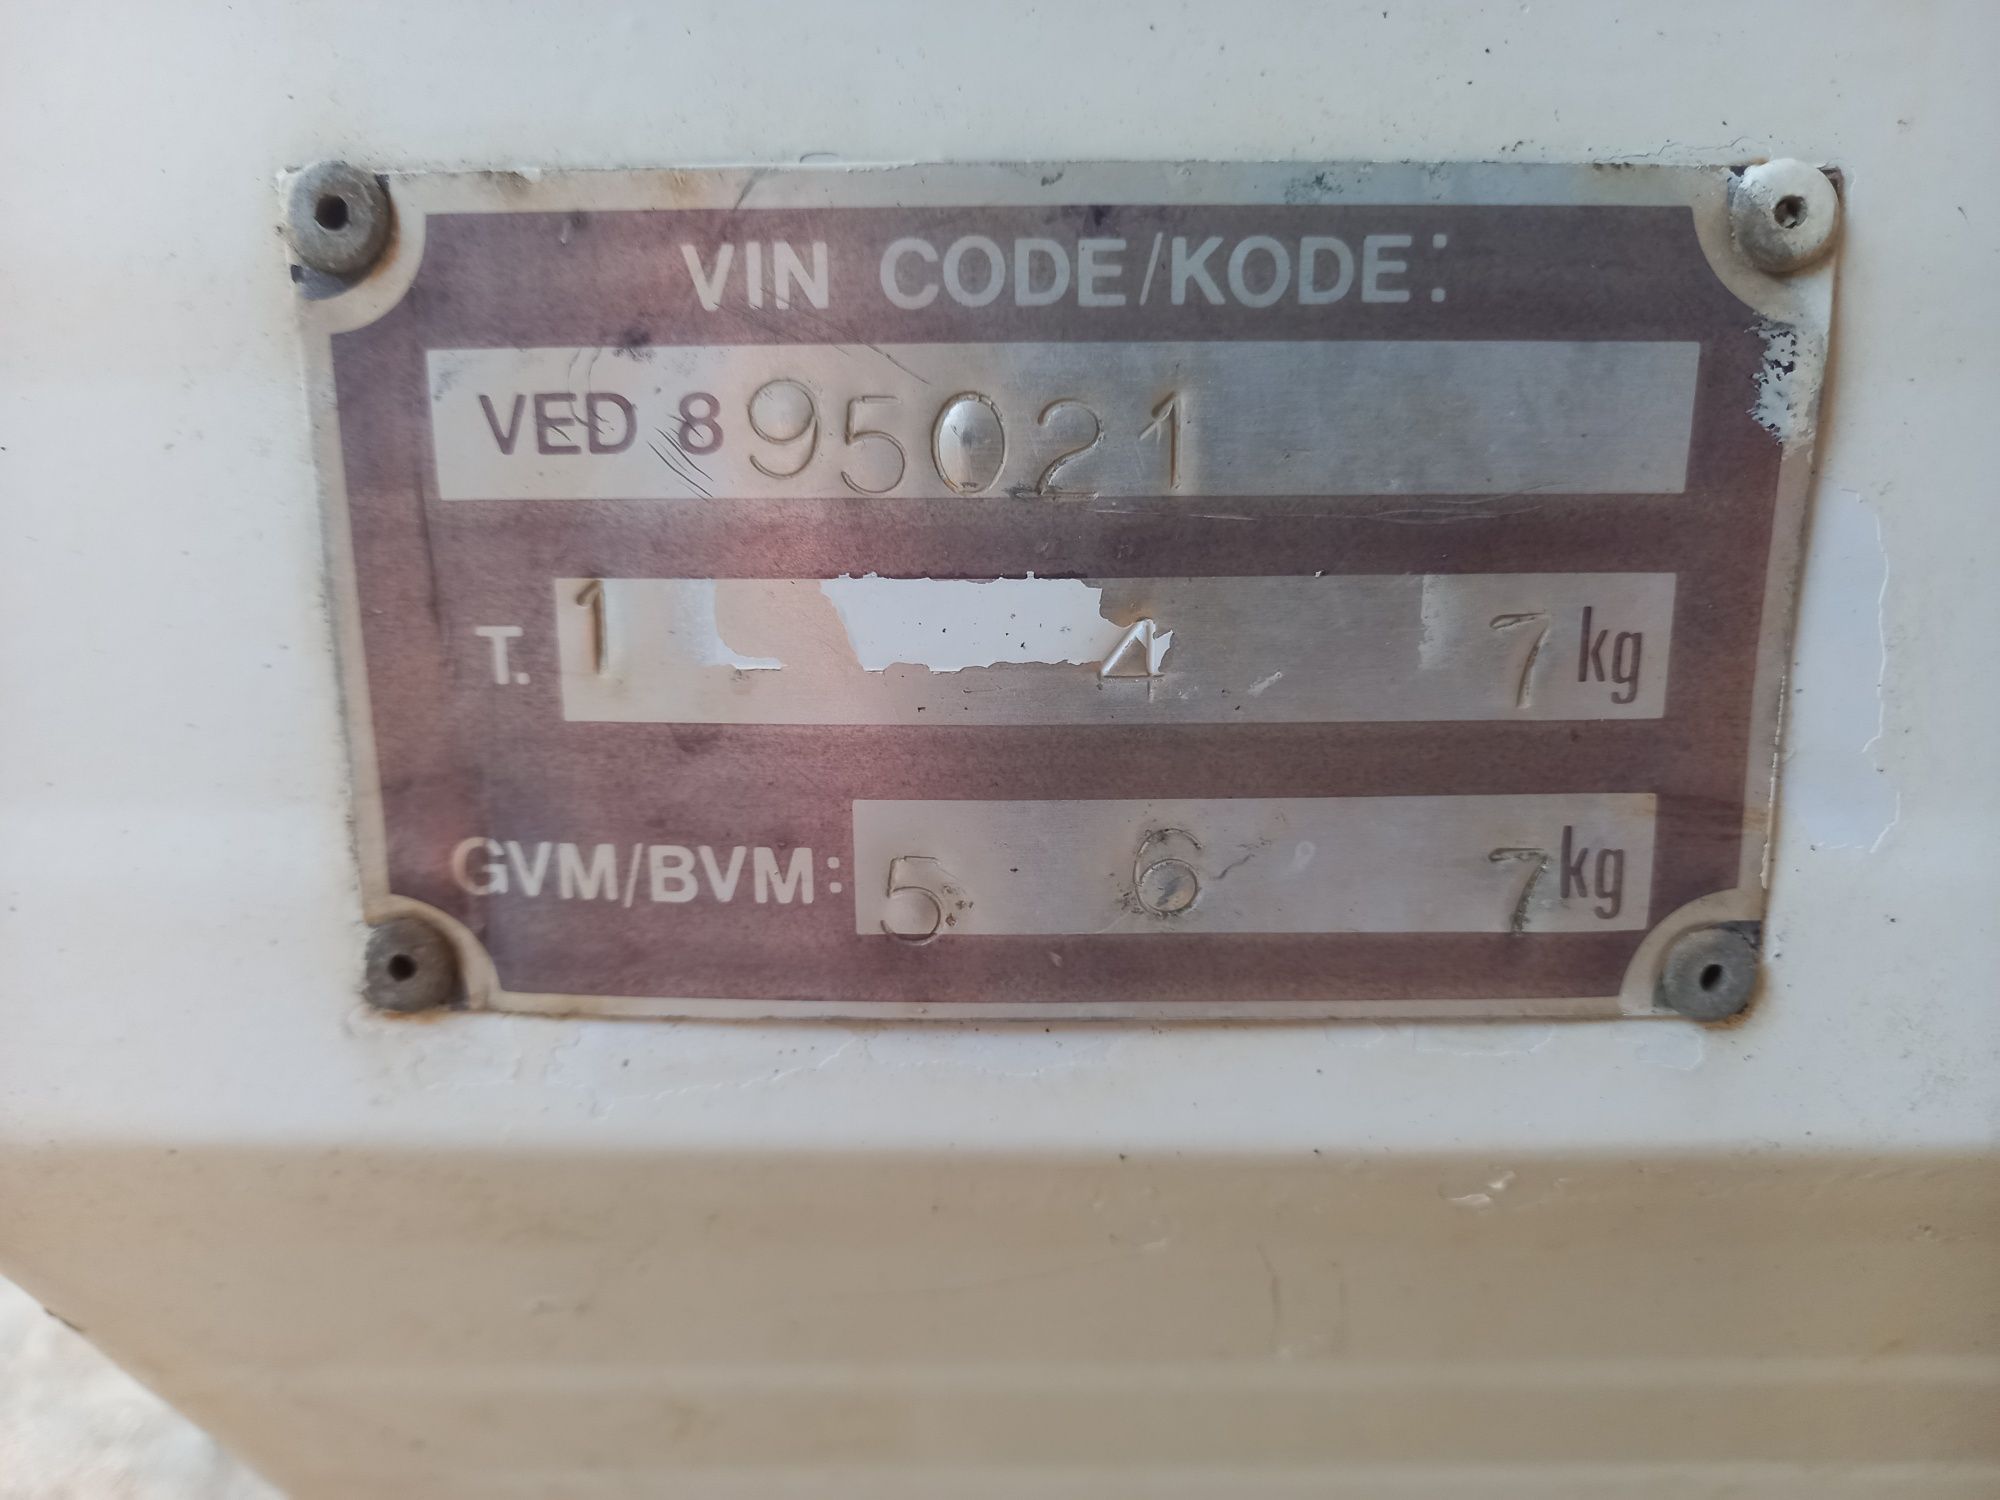 VIN CODE/KODE:
VED 895021
T. 1 4 7 kg
GVM/BVM: 5 6 7 kg